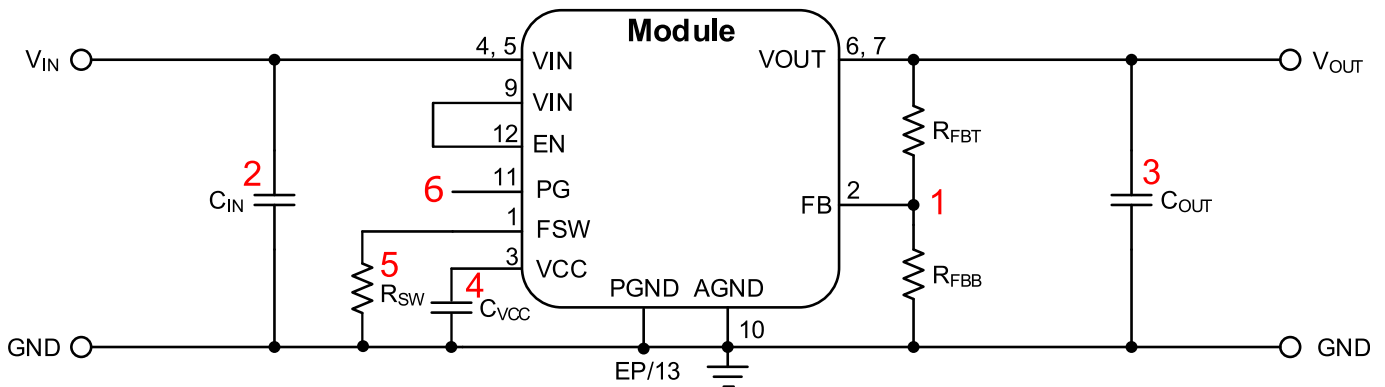 Module
V_IN
4, 5
VIN
VOUT
6, 7
V_OUT
9
VIN
12
EN
R_FBT
2
C_IN
6
11
PG
FB
2
1
3
C_OUT
1
FSW
5
R_SW
3
VCC
4
C_VCC
R_FBB
PGND
AGND
GND
10
GND
EP/13